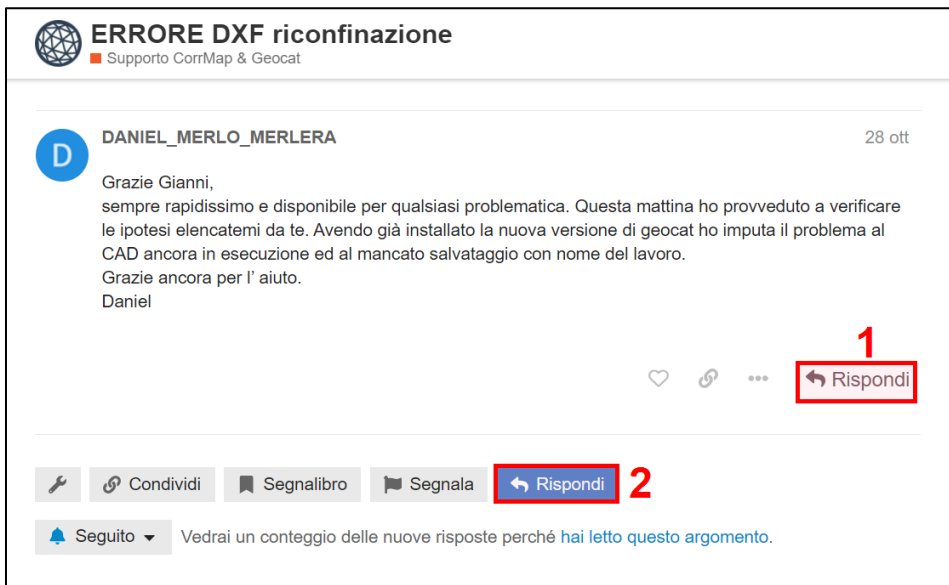 ERRORE DXF riconfinazione
Supporto CorrMap & Geocat
D
DANIEL_MERLO_MERLERA
28 ott
Grazie Gianni,
sempre rapidissimo e disponibile per qualsiasi problematica. Questa mattina ho provveduto a verificare
le ipotesi elencatemi da te. Avendo già installato la nuova versione di geocat ho imputa il problema al
CAD ancora in esecuzione ed al mancato salvataggio con nome del lavoro.
Grazie ancora per l' aiuto.
Daniel
1
Rispondi
Condividi
Segnalibro
Segnala
Rispondi
2
Seguito
Vedrai un conteggio delle nuove risposte perché hai letto questo argomento.